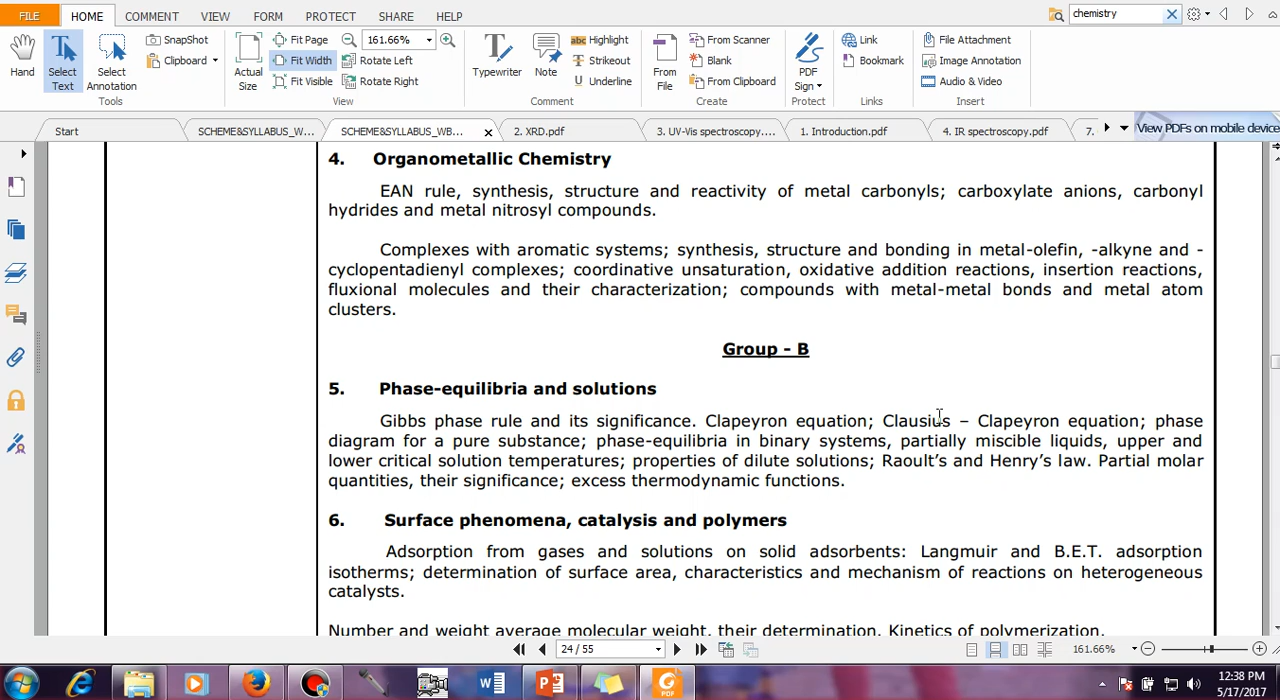 FILE HOME COMMENT VIEW FORM PROTECT SHARE HELP chemistry
Hand
Select Text
Select Annotation
SnapShot
Clipboard
Tools
Actual Size
Fit Page
Fit Width
Fit Visible
161.66%
Rotate Left
Rotate Right
View
Typewriter
Note
Highlight
Strikeout
Underline
Comment
From File
From Scanner
Blank
From Clipboard
Create
PDF Sign
Protect
Link
Bookmark
Links
File Attachment
Image Annotation
Audio & Video
Insert
Start SCHEME&SYLLABUS_W... SCHEME&SYLLABUS_WB... 2. XRD.pdf 3. UV-Vis spectroscopy.... 1. Introduction.pdf 4. IR spectroscopy.pdf 7. View PDFs on mobile device
4. Organometallic Chemistry
EAN rule, synthesis, structure and reactivity of metal carbonyls; carboxylate anions, carbonyl
hydrides and metal nitrosyl compounds.
Complexes with aromatic systems; synthesis, structure and bonding in metal-olefin, -alkyne and -
cyclopentadienyl complexes; coordinative unsaturation, oxidative addition reactions, insertion reactions,
fluxional molecules and their characterization; compounds with metal-metal bonds and metal atom
clusters.
Group - B
5. Phase-equilibria and solutions
Gibbs phase rule and its significance. Clapeyron equation; Clausius – Clapeyron equation; phase
diagram for a pure substance; phase-equilibria in binary systems, partially miscible liquids, upper and
lower critical solution temperatures; properties of dilute solutions; Raoult's and Henry's law. Partial molar
quantities, their significance; excess thermodynamic functions.
6. Surface phenomena, catalysis and polymers
Adsorption from gases and solutions on solid adsorbents: Langmuir and B.E.T. adsorption
isotherms; determination of surface area, characteristics and mechanism of reactions on heterogeneous
catalysts.
Number and weight average molecular weight, their determination. Kinetics of polymerization.
24 / 55 161.66%
12:38 PM
5/17/2017